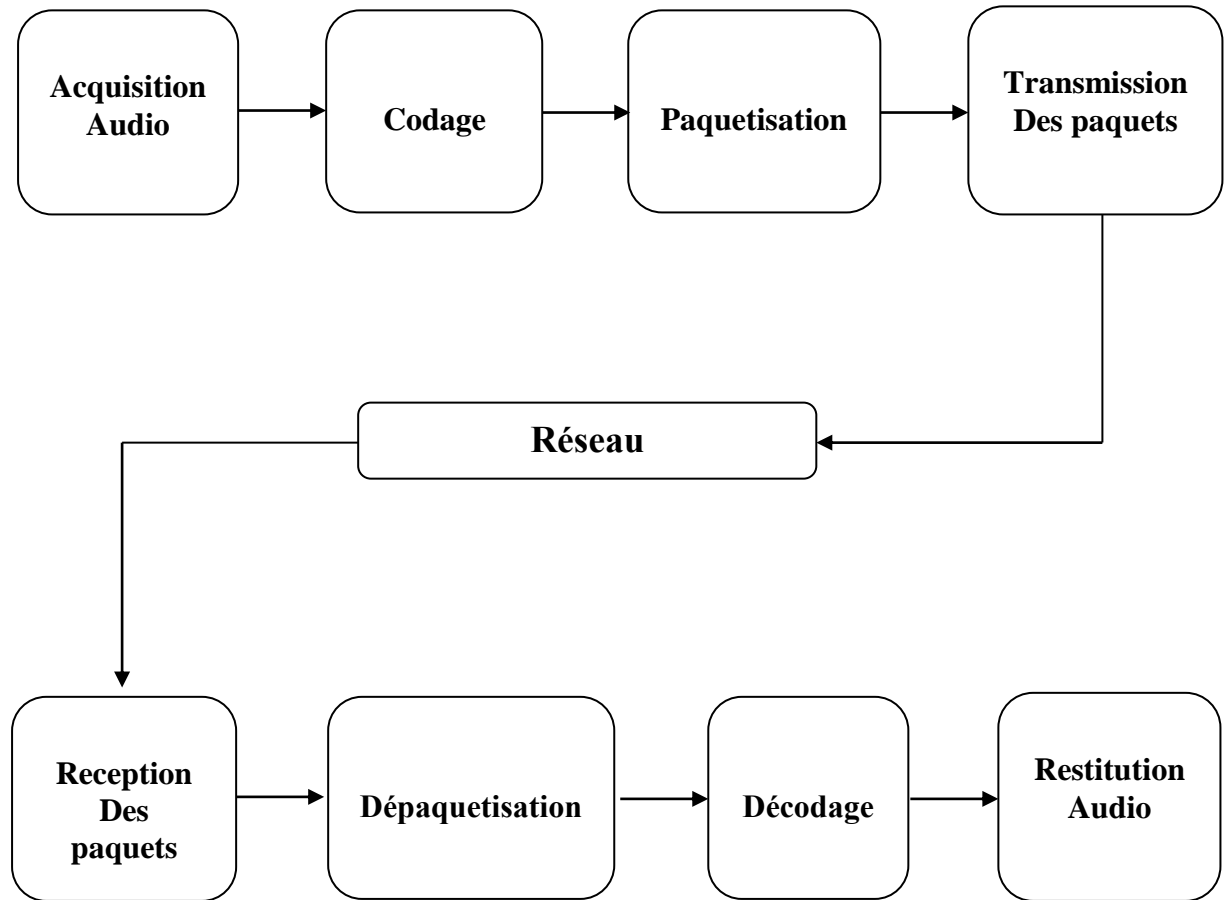 Acquisition
Audio
Codage
Paquetisation
Transmission
Des paquets
Réseau
Reception
Des
paquets
Dépaquetisation
Décodage
Restitution
Audio